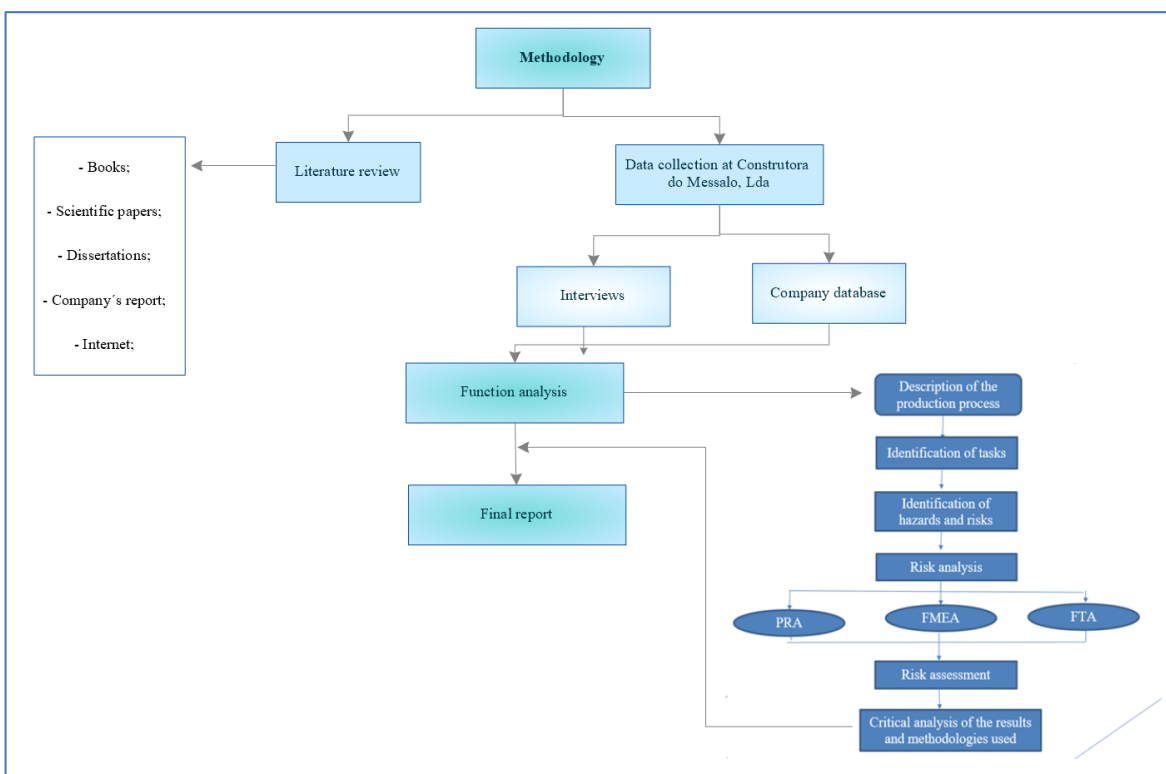 Methodology
- Books;
- Scientific papers;
- Dissertations;
- Company´s report;
- Internet;
Literature review
Data collection at Construtora
do Messalo, Lda
Interviews
Company database
Function analysis
Final report
Description of the
production process
Identification of tasks
Identification of
hazards and risks
Risk analysis
PRA
FMEA
FTA
Risk assessment
Critical analysis of the results
and methodologies used